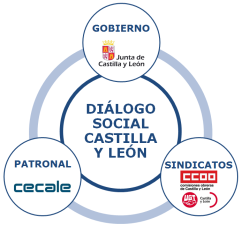 GOBIERNO
Junta de
Castilla y León
DIÁLOGO
SOCIAL
CASTILLA
Y LEÓN
PATRONAL
cecale
SINDICATOS
CCOO
comisiones obreras
de Castilla y León
UGT
Castilla
y León